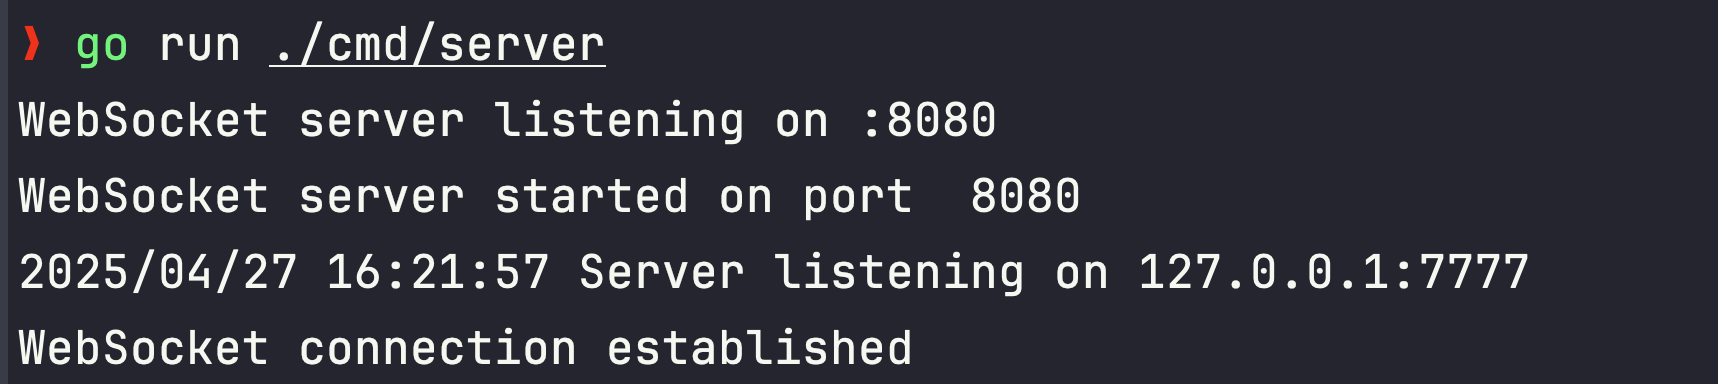 ❯ go run ./cmd/server
WebSocket server listening on :8080
WebSocket server started on port  8080
2025/04/27 16:21:57 Server listening on 127.0.0.1:7777
WebSocket connection established